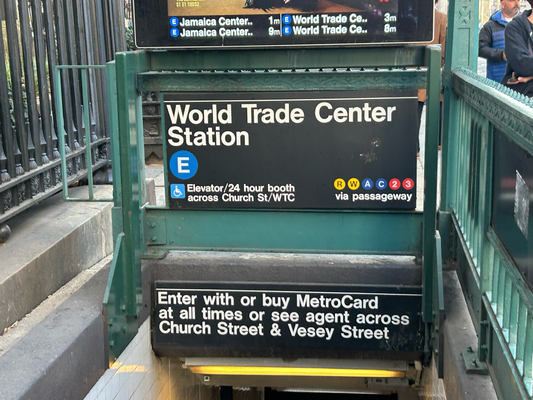 E Jamaica Center.. 1m E World Trade Ce.. 3m
E Jamaica Center.. 9m E World Trade Ce.. 8m
World Trade Center
Station
E
Elevator/24 hour booth
across Church St/WTC
R W A C 2 3
via passageway
Enter with or buy MetroCard
at all times or see agent across
Church Street & Vesey Street